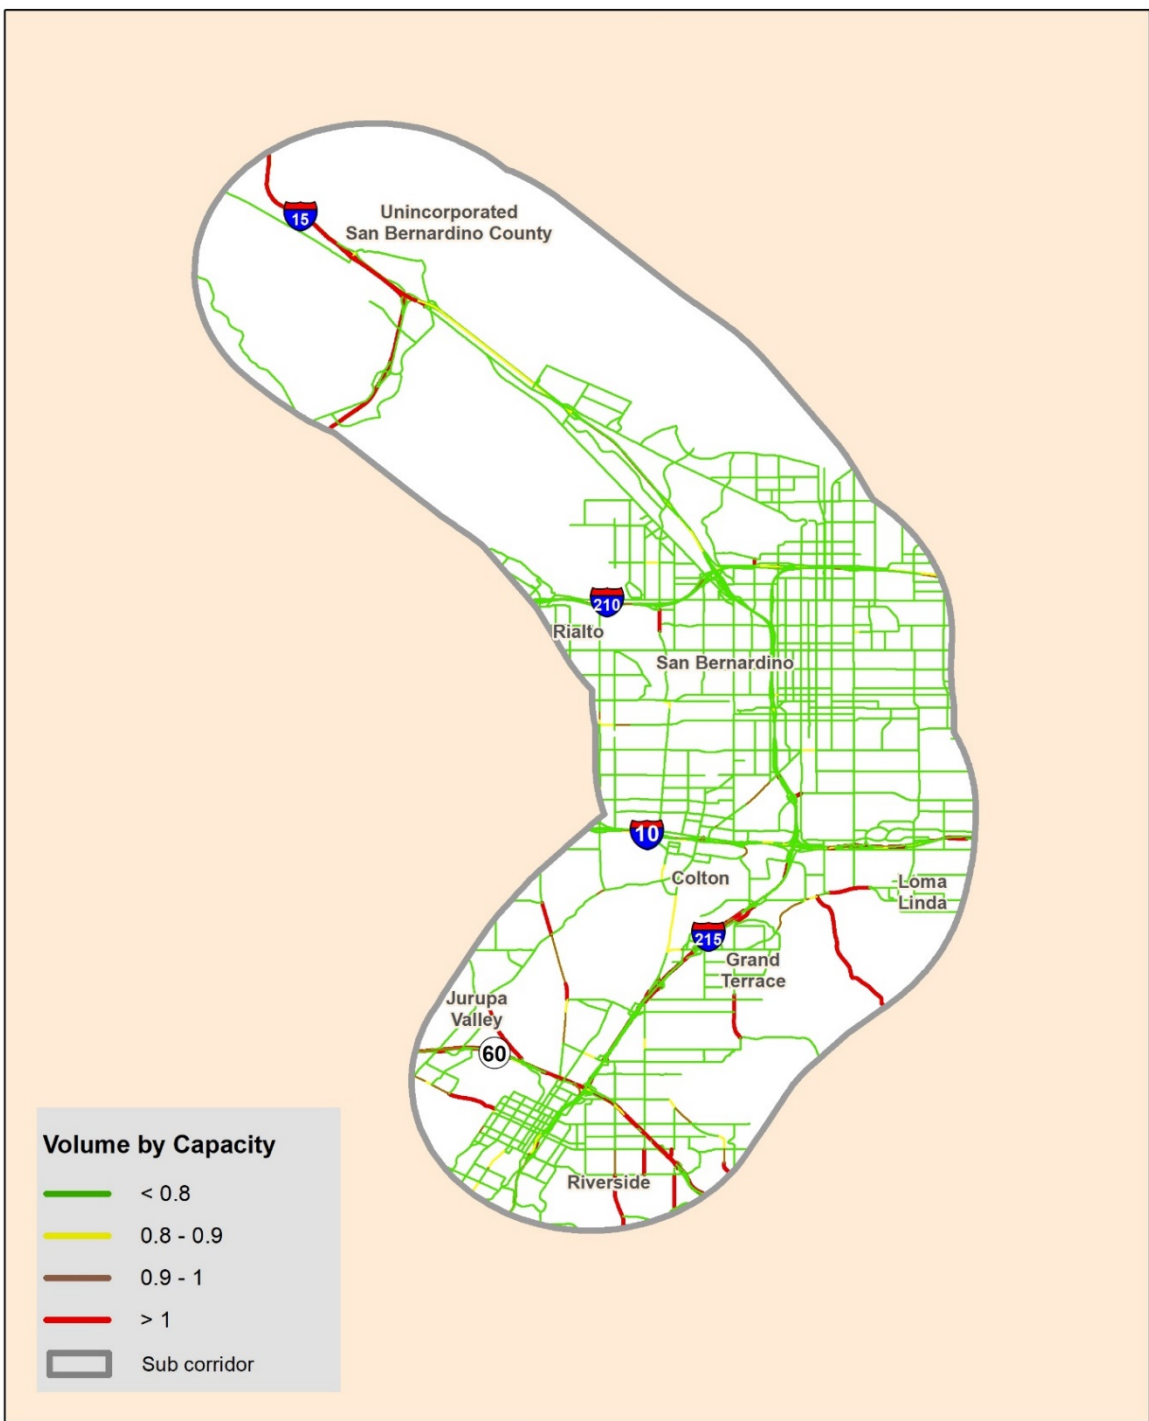 15
Unincorporated
San Bernardino County
210
Rialto
San Bernardino
10
Colton
Loma
Linda
215
Grand
Terrace
Jurupa
Valley
60
Riverside
Volume by Capacity
< 0.8
0.8 - 0.9
0.9 - 1
> 1
Sub corridor